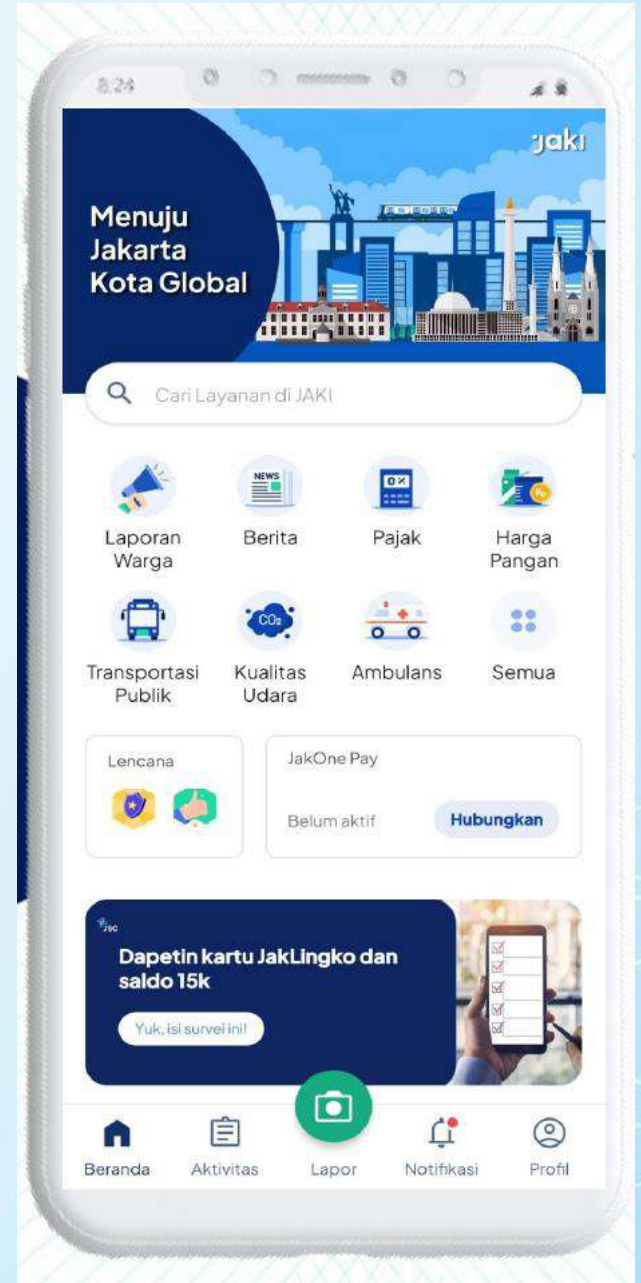 8:24
jaki
Menuju
Jakarta
Kota Global
Cari Layanan di JAKI
NEWS
Laporan
Warga
Berita
Pajak
Harga
Pangan
CO₂
Transportasi
Publik
Kualitas
Udara
Ambulans
Semua
Lencana
JakOne Pay
Belum aktif
Hubungkan
JSC
Dapetin kartu JakLingko dan
saldo 15k
Yuk, isi survei ini!
Beranda
Aktivitas
Lapor
Notifikasi
Profil